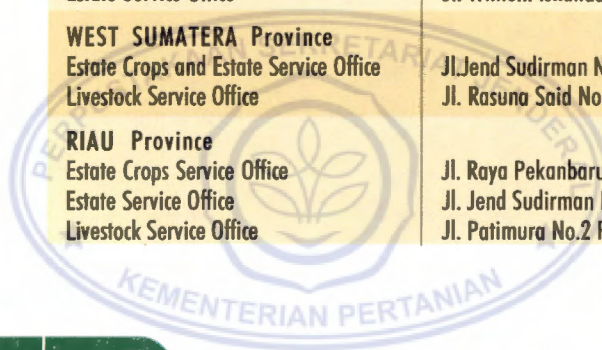 WEST SUMATERA Province
Estate Crops and Estate Service Office Jl.Jend Sudirman N
Livestock Service Office Jl. Rasuna Said No
RIAU Province
Estate Crops Service Office Jl. Raya Pekanbaru
Estate Service Office Jl. Jend Sudirman
Livestock Service Office Jl. Patimura No.2
KEMENTERIAN PERTANIAN